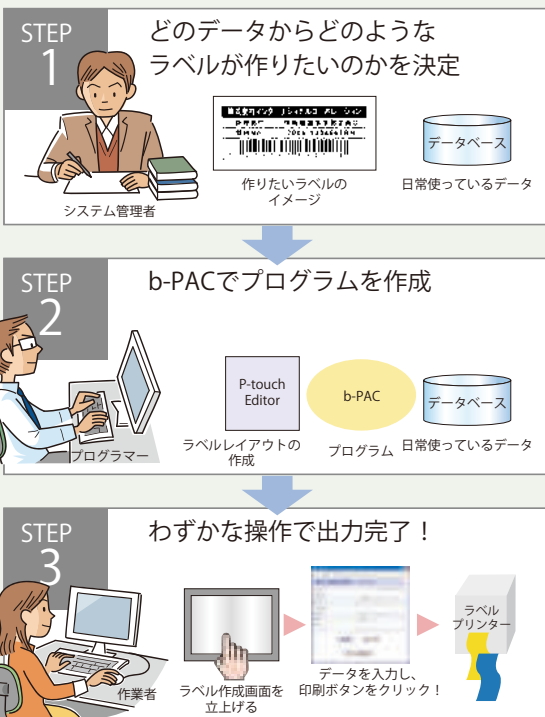 STEP
1
どのデータからどのような
ラベルが作りたいのかを決定
データベース
作りたいラベルの
イメージ
日常使っているデータ
システム管理者
STEP
2
b-PACでプログラムを作成
P-touch
Editor
b-PAC
データベース
ラベルレイアウトの
作成
プログラム
日常使っているデータ
プログラマー
STEP
3
わずかな操作で出力完了！
ラベル
プリンター
作業者
ラベル作成画面を
立上げる
データを入力し、
印刷ボタンをクリック！